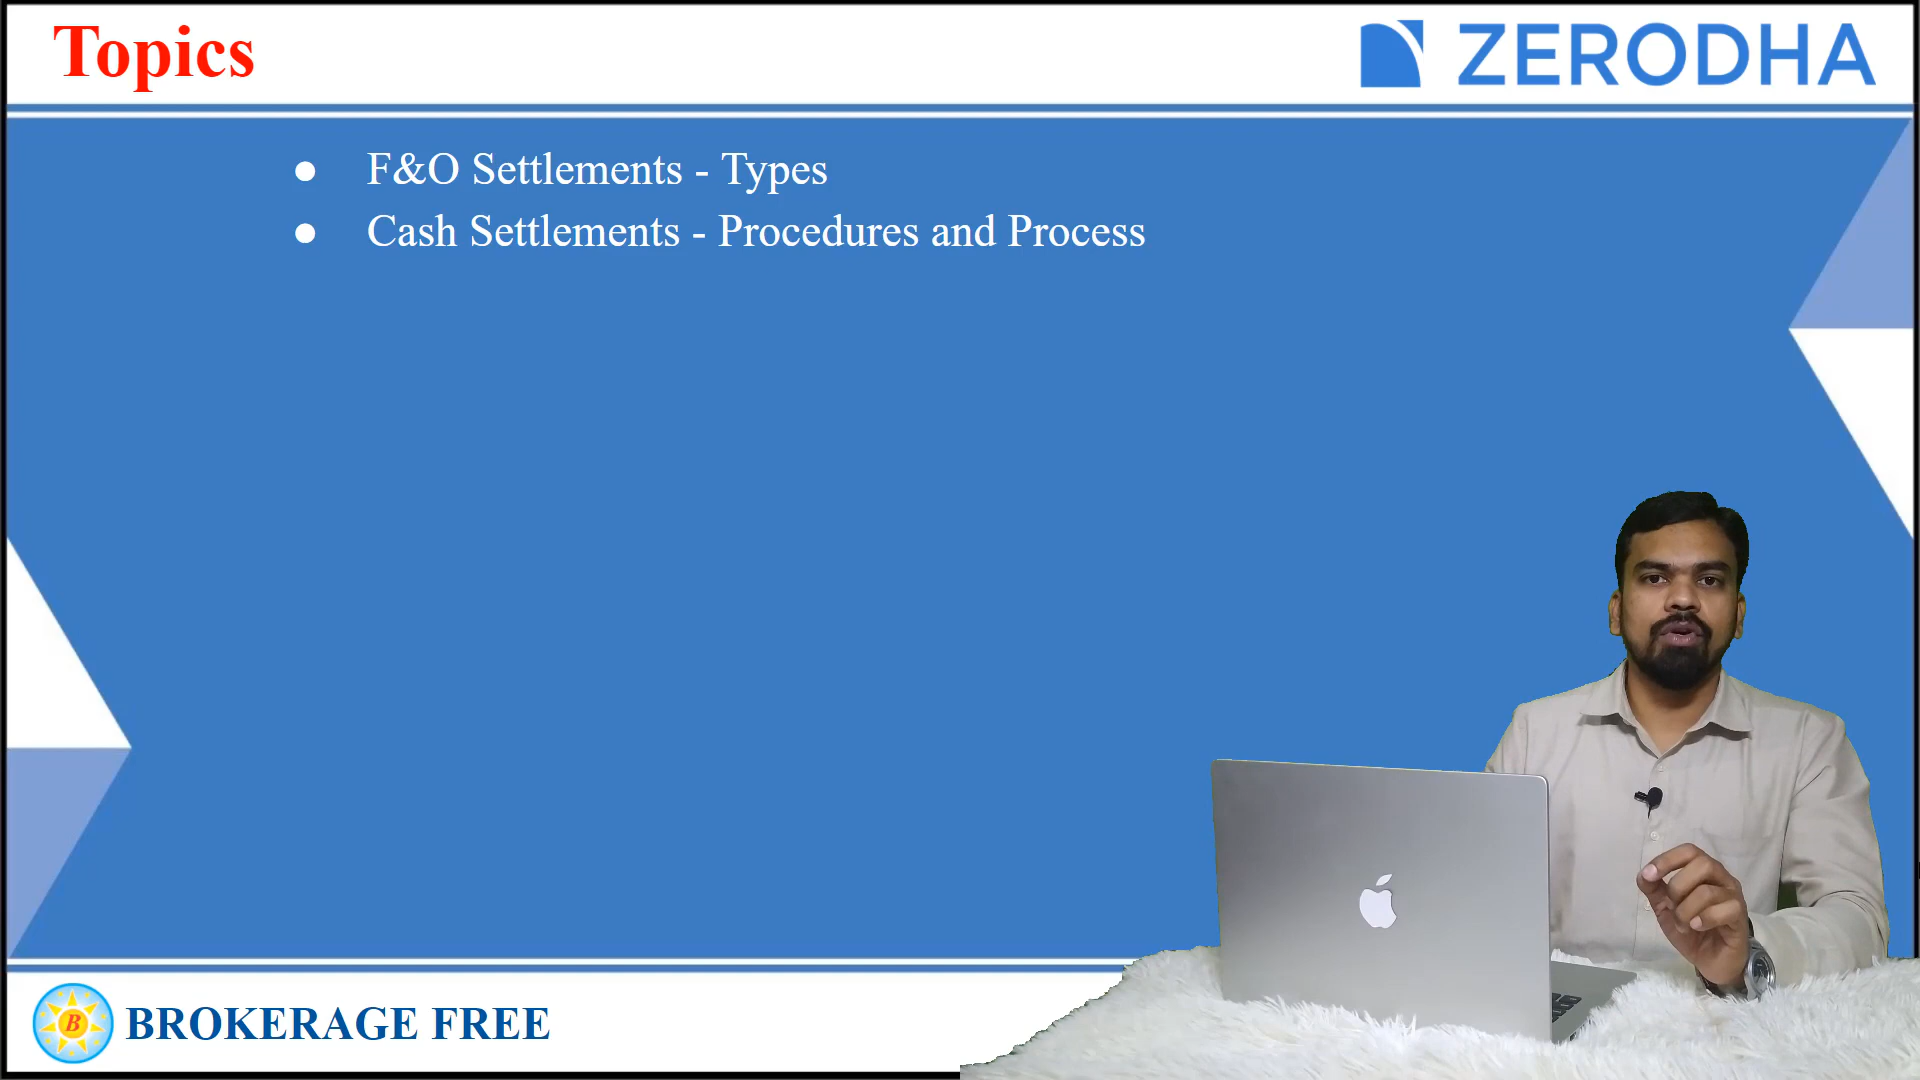 Topics
ZERODHA
● F&O Settlements - Types
● Cash Settlements - Procedures and Process
B
BROKERAGE FREE